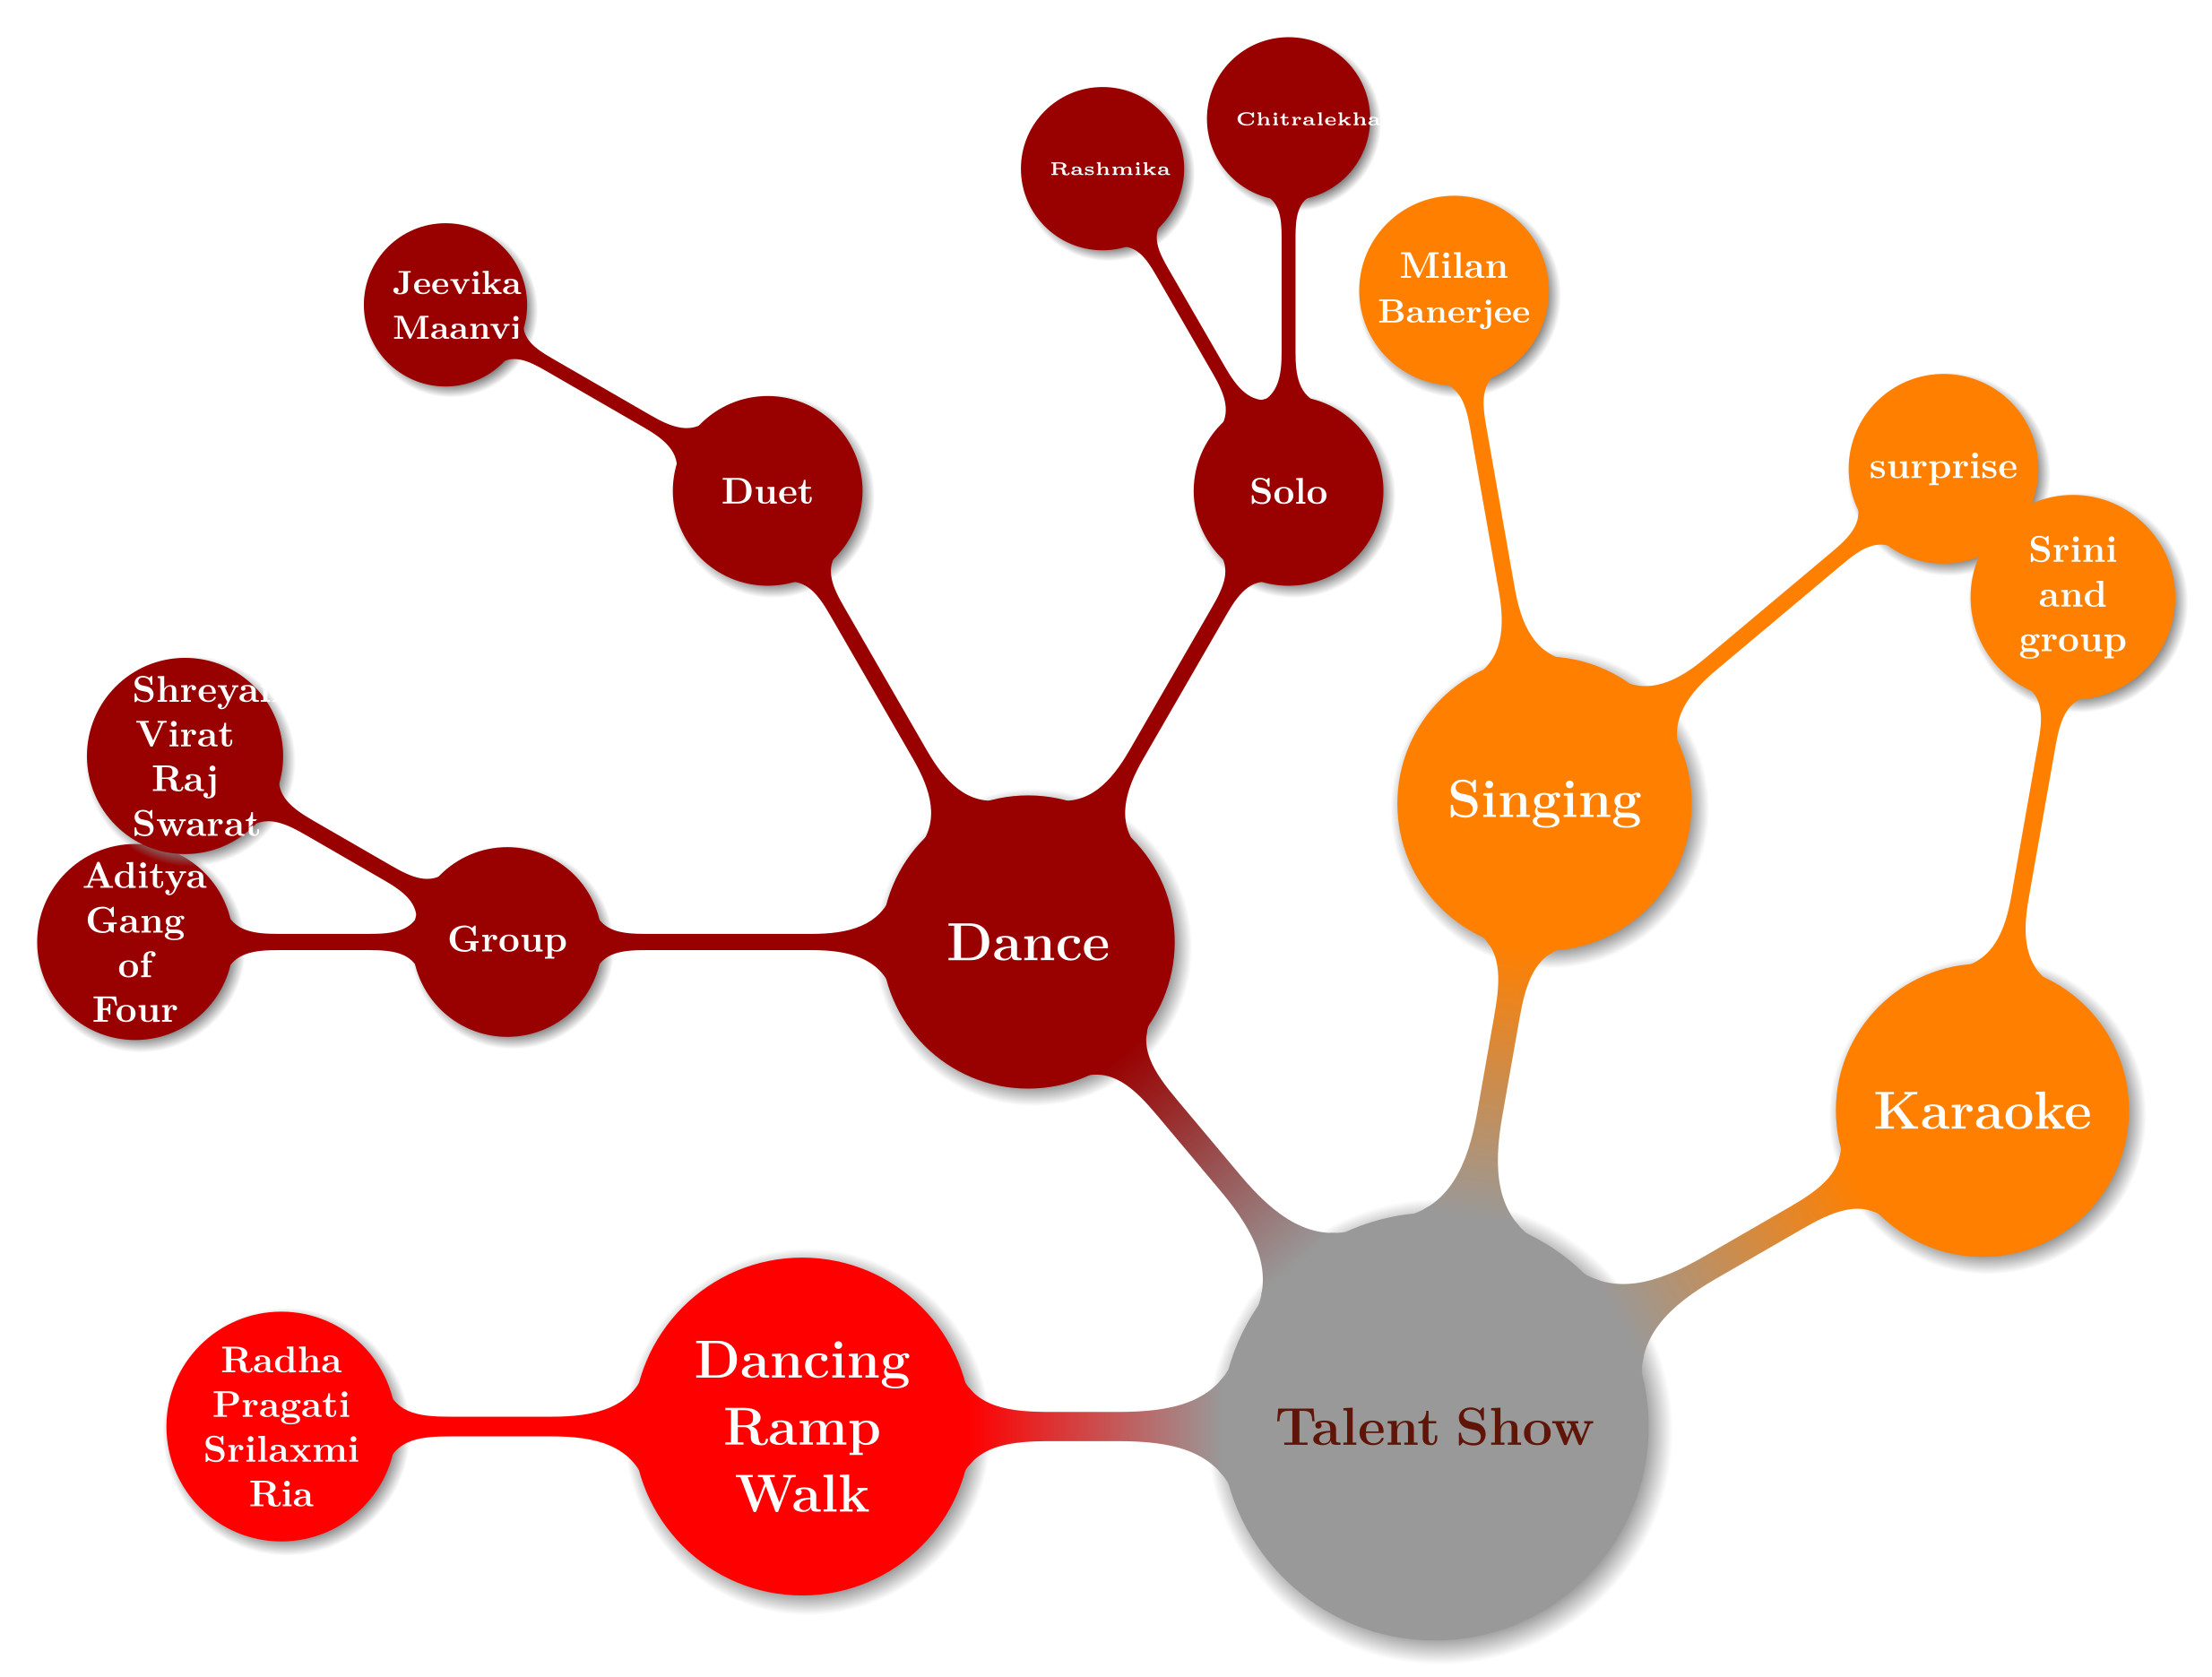 Chitralekha
Rashmika
Milan
Banerjee
Jeevika
Maanvi
surprise
Duet
Solo
Srini
and
group
Virat
Raj
Swarat
Singing
Aditya
Gang
of
Four
Group
Dance
Karaoke
Dancing
Ramp
Walk
Radha
Pragati
Srilaxmi
Ria
Talent Show